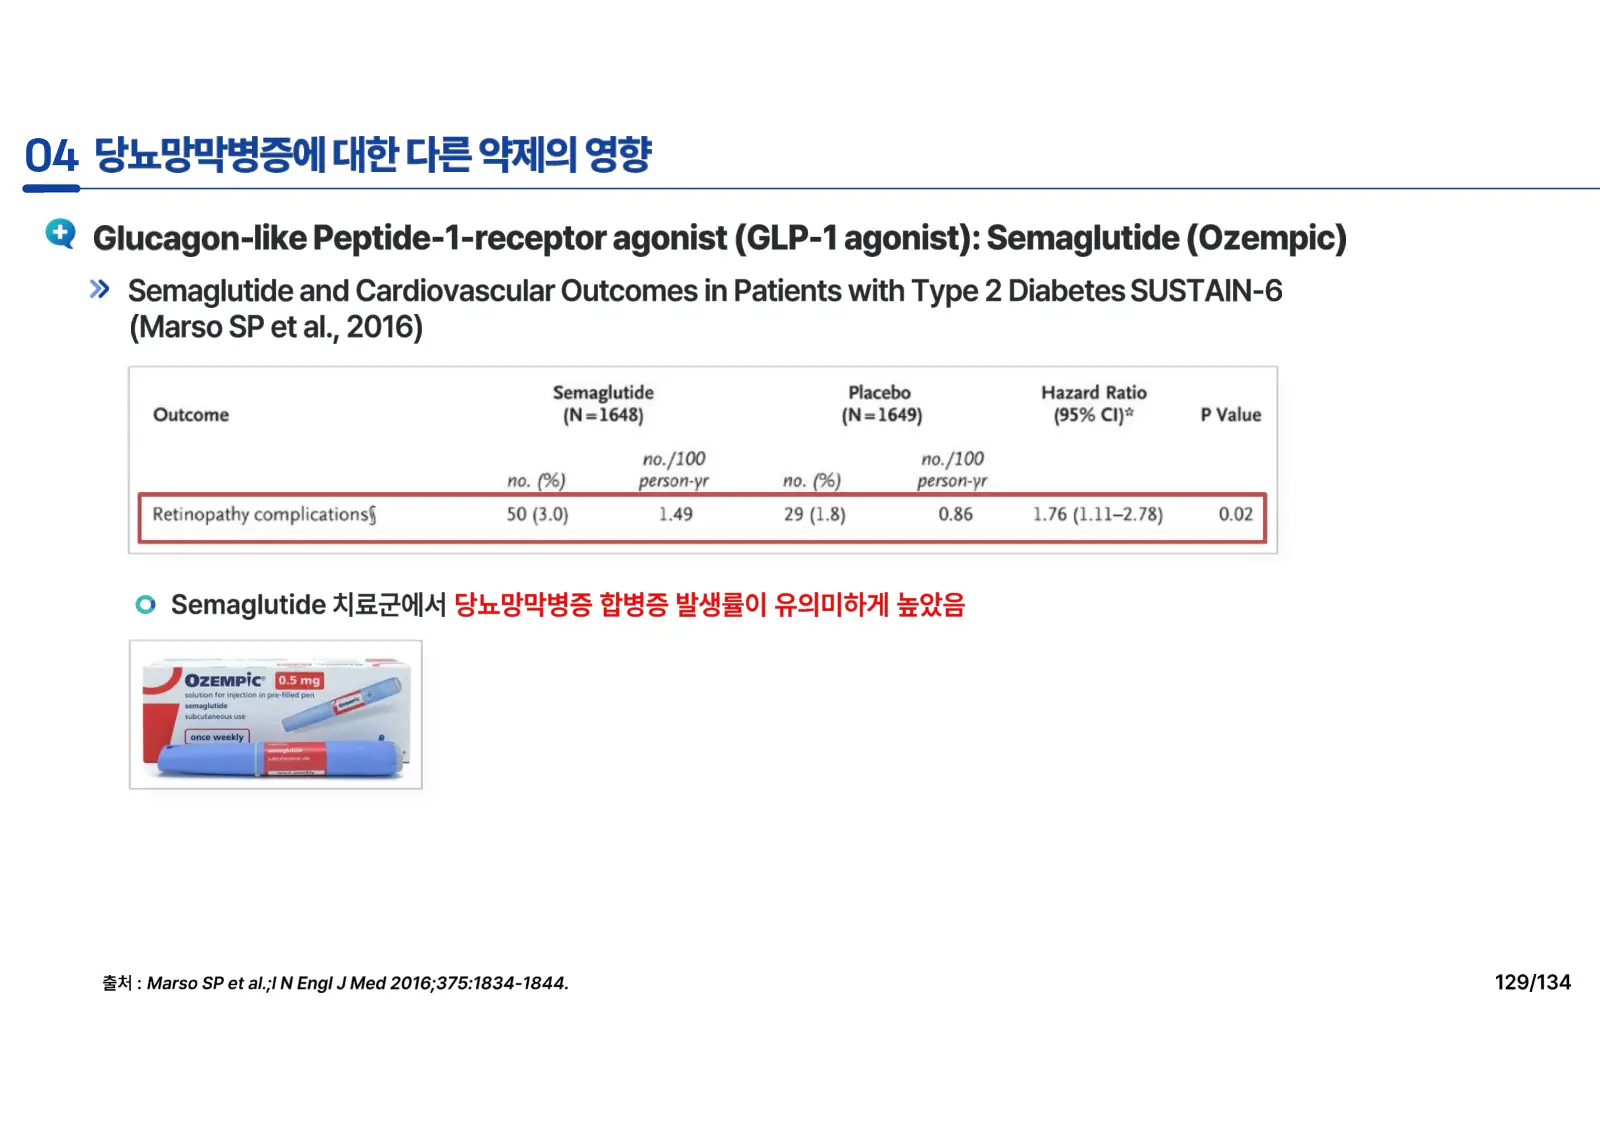 04 당뇨망막병증에 대한 다른 약제의 영향
Glucagon-like Peptide-1-receptor agonist (GLP-1 agonist): Semaglutide (Ozempic)
Semaglutide and Cardiovascular Outcomes in Patients with Type 2 Diabetes SUSTAIN-6
(Marso SP et al., 2016)
Semaglutide Placebo Hazard Ratio
Outcome (N=1648) (N=1649) (95% CI)* P Value
no./100 no./100
no. (%) person-yr no. (%) person-yr
Retinopathy complications§ 50 (3.0) 1.49 29 (1.8) 0.86 1.76 (1.11–2.78) 0.02
Semaglutide 치료군에서 당뇨망막병증 합병증 발생률이 유의미하게 높았음
OZEMPIC® 0.5 mg
solution for injection in pre-filled pen
semaglutide
subcutaneous use
once weekly
Ozempic
semaglutide
subcutaneous use
once weekly
출처 : Marso SP et al.;I N Engl J Med 2016;375:1834-1844.
129/134